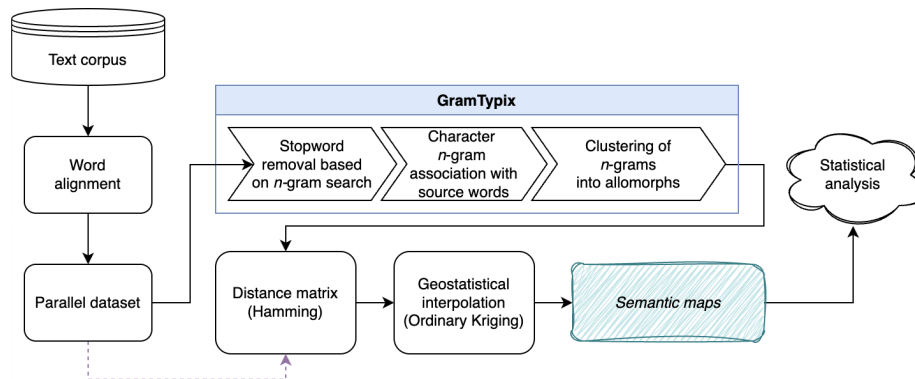 Text corpus
Word
alignment
Parallel dataset
GramTypix
Stopword
removal based
on n-gram search
Character
n-gram
association with
source words
Clustering of
n-grams
into allomorphs
Distance matrix
(Hamming)
Geostatistical
interpolation
(Ordinary Kriging)
Semantic maps
Statistical
analysis